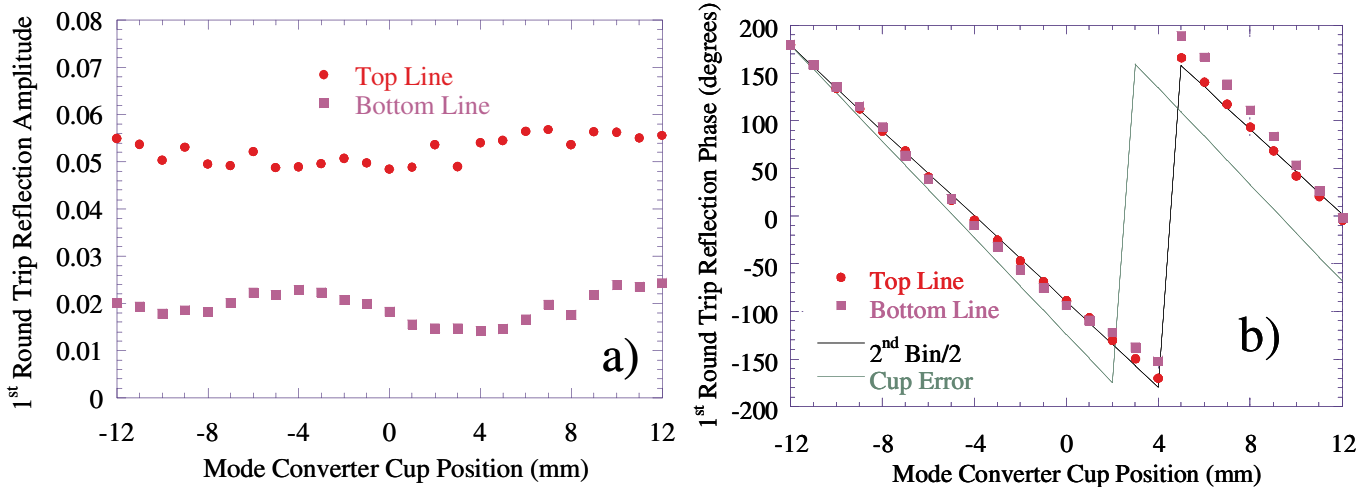 1st Round Trip Reflection Amplitude
0.08
0.07
0.06
0.05
0.04
0.03
0.02
0.01
0
Top Line
Bottom Line
a)
-12 -8 -4 0 4 8 12
Mode Converter Cup Position (mm)
1st Round Trip Reflection Phase (degrees)
200
150
100
50
0
-50
-100
-150
-200
Top Line
Bottom Line
2nd Bin/2
Cup Error
b)
-12 -8 -4 0 4 8 12
Mode Converter Cup Position (mm)